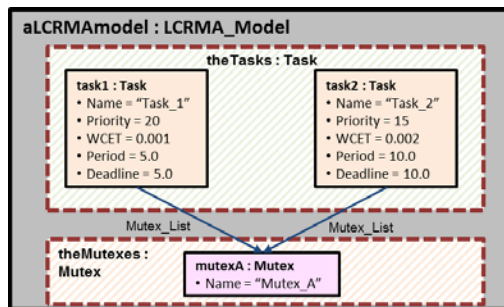 aLCRMAmodel : LCRMA_Model
theTasks : Task
task1 : Task
• Name = “Task_1”
• Priority = 20
• WCET = 0.001
• Period = 5.0
• Deadline = 5.0
task2 : Task
• Name = “Task_2”
• Priority = 15
• WCET = 0.002
• Period = 10.0
• Deadline = 10.0
Mutex_List
Mutex_List
theMutexes :
Mutex
mutexA : Mutex
• Name = “Mutex_A”